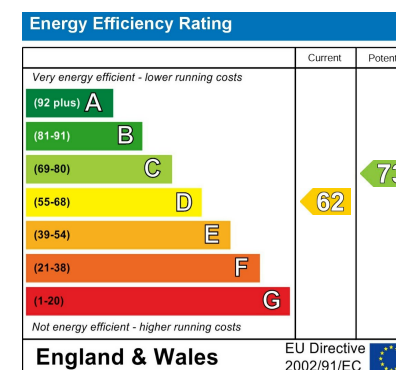 Energy Efficiency Rating
Current Potent
Very energy efficient - lower running costs
(92 plus) A
(81-91) B
(69-80) C
73
(55-68) D
62
(39-54) E
(21-38) F
(1-20) G
Not energy efficient - higher running costs
England & Wales
EU Directive
2002/91/EC